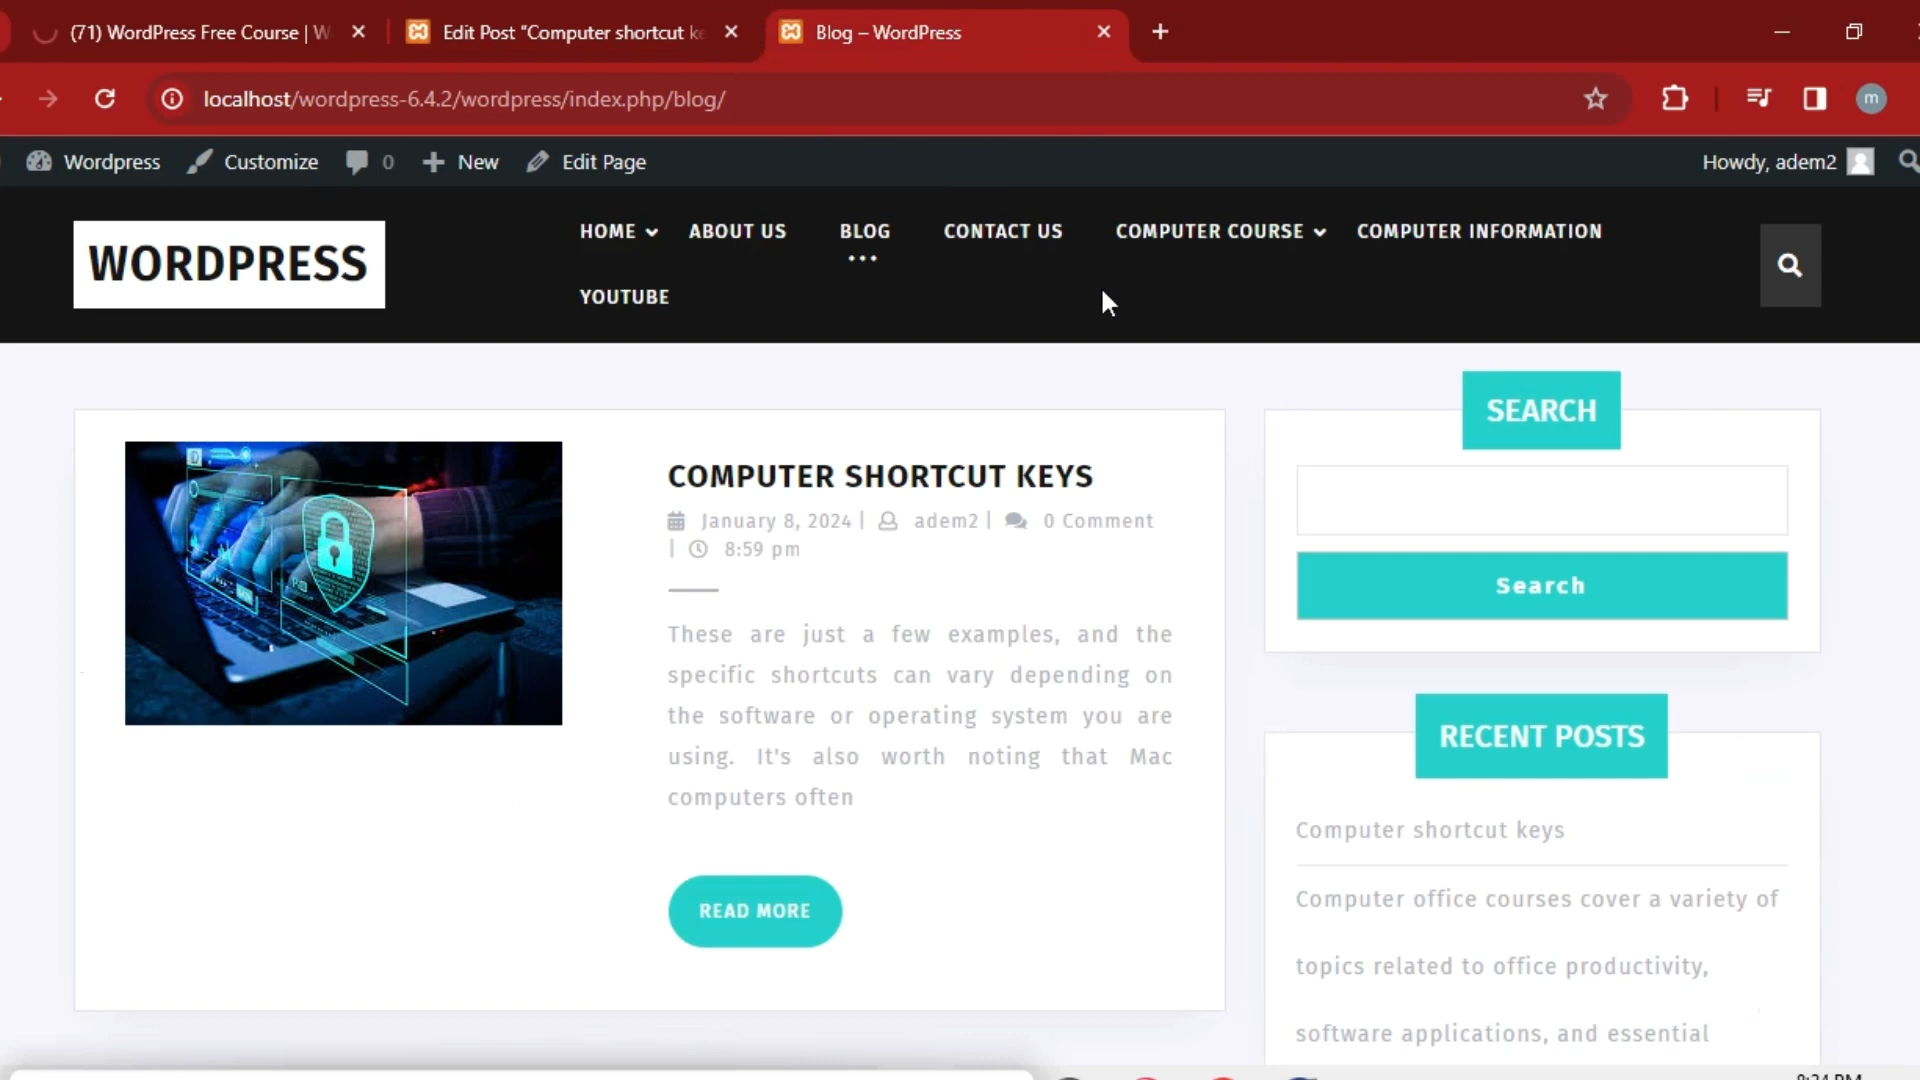 (71) WordPress Free Course | W
Edit Post “Computer shortcut ke
Blog – WordPress
localhost/wordpress-6.4.2/wordpress/index.php/blog/
m
Wordpress
Customize
0
New
Edit Page
Howdy, adem2
WORDPRESS
HOME
ABOUT US
BLOG
CONTACT US
COMPUTER COURSE
COMPUTER INFORMATION
YOUTUBE
COMPUTER SHORTCUT KEYS
January 8, 2024 | adem2 | 0 Comment
| 8:59 pm
These are just a few examples, and the
specific shortcuts can vary depending on
the software or operating system you are
using. It's also worth noting that Mac
computers often
READ MORE
SEARCH
Search
RECENT POSTS
Computer shortcut keys
Computer office courses cover a variety of
topics related to office productivity,
software applications, and essential